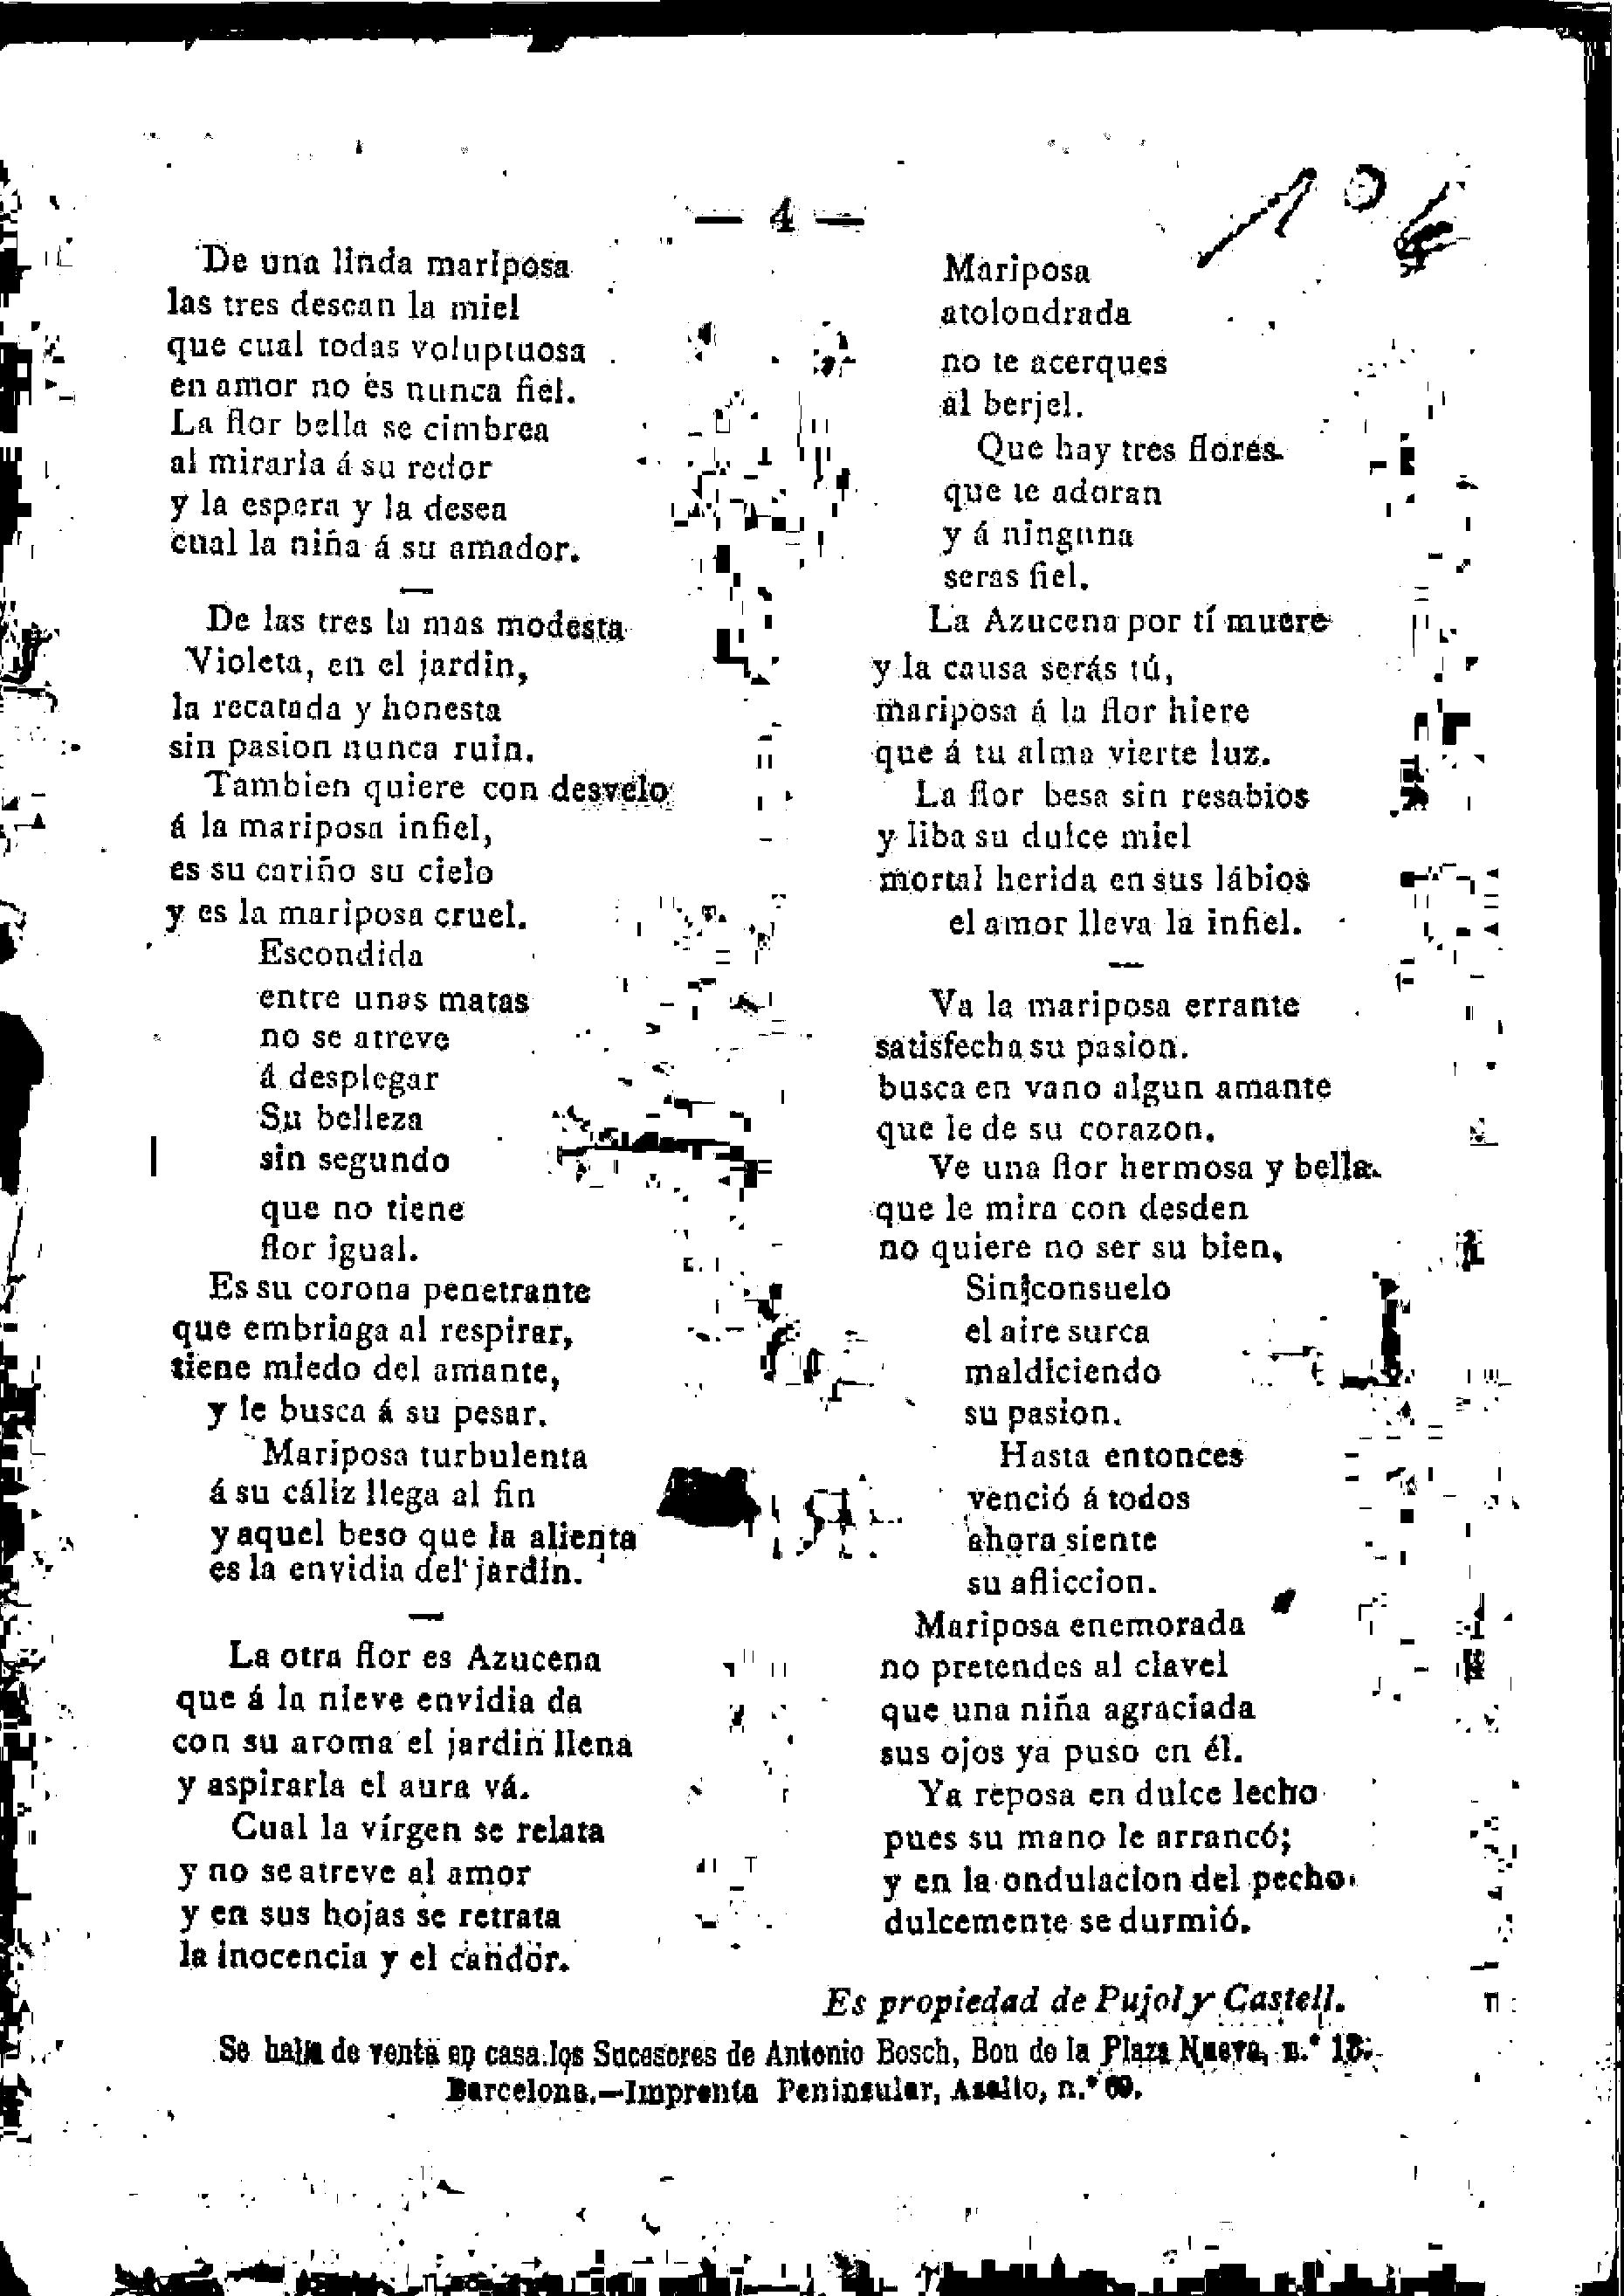 — 4 —
De una linda mariposa
las tres desean la miel
que cual todas voluptuosa
en amor no es nunca fiel.
La flor bella se cimbrea
al mirarla á su redor
y la espera y la desea
cual la niña á su amador.
—
De las tres la mas modesta
Violeta, en el jardin,
la recatada y honesta
sin pasion nunca ruin.
Tambien quiere con desvelo
á la mariposa infiel,
es su cariño su cielo
y es la mariposa cruel.
Escondida
entre unas matas
no se atreve
á desplegar
Su belleza
sin segundo
que no tiene
flor igual.
Es su corona penetrante
que embriaga al respirar,
tiene miedo del amante,
y le busca á su pesar.
Mariposa turbulenta
á su cáliz llega al fin
y aquel beso que la alienta
es la envidia del jardin.
—
La otra flor es Azucena
que á la nieve envidia da
con su aroma el jardin llena
y aspirarla el aura vá.
Cual la vírgen se relata
y no se atreve al amor
y en sus hojas se retrata
la inocencia y el candor.
Mariposa
atolondrada
no te acerques
al berjel.
Que hay tres flores
que te adoran
y á ninguna
seras fiel.
La Azucena por tí muere
y la causa serás tú,
mariposa á la flor hiere
que á tu alma vierte luz.
La flor besa sin resabios
y liba su dulce miel
mortal herida en sus lábios
el amor lleva la infiel.
—
Va la mariposa errante
satisfecha su pasion.
busca en vano algun amante
que le de su corazon.
Ve una flor hermosa y bella
que le mira con desden
no quiere no ser su bien,
Sin consuelo
el aire surca
maldiciendo
su pasion.
Hasta entonces
venció á todos
ahora siente
su afliccion.
Mariposa enemorada
no pretendes al clavel
que una niña agraciada
sus ojos ya puso en él.
Ya reposa en dulce lecho
pues su mano le arrancó;
y en la ondulacion del pecho
dulcemente se durmió.
Es propiedad de Pujol y Castell.
Se halla de venta en casa los Sucesores de Antonio Bosch, Bou de la Plaza Nueva, n.° 13.
Barcelona.—Imprenta Peninsular, Asalto, n.° 69.